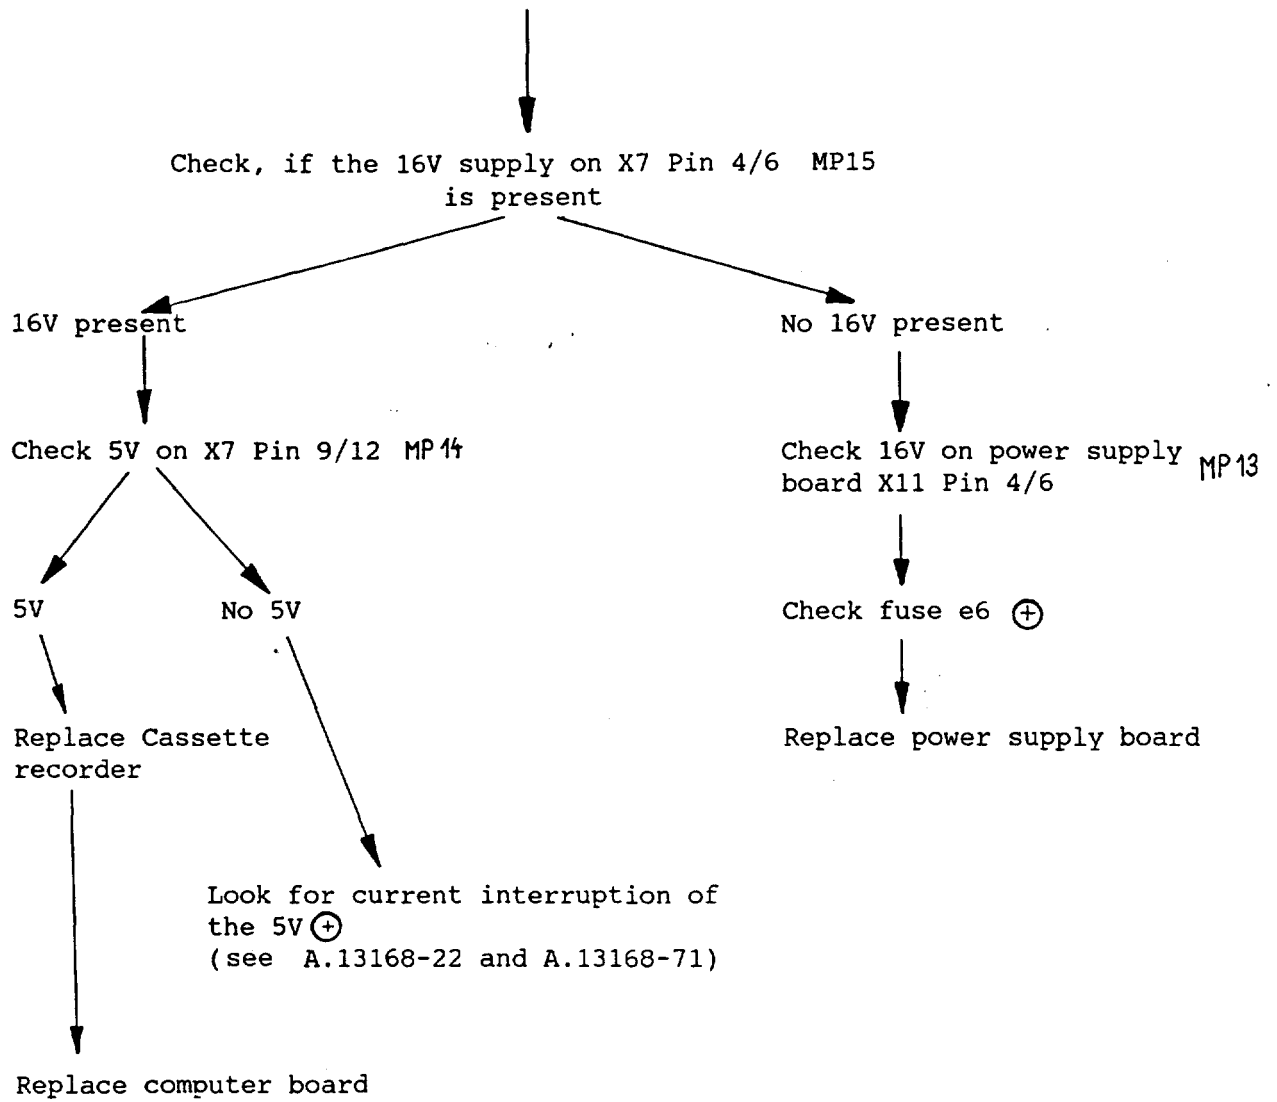 Check, if the 16V supply on X7 Pin 4/6 MP15
is present
16V present
No 16V present
Check 5V on X7 Pin 9/12 MP14
Check 16V on power supply MP13
board X11 Pin 4/6
5V
No 5V
Check fuse e6 ⊕
Replace Cassette
recorder
Replace power supply board
Look for current interruption of
the 5V ⊕
(see A.13168-22 and A.13168-71)
Replace computer board